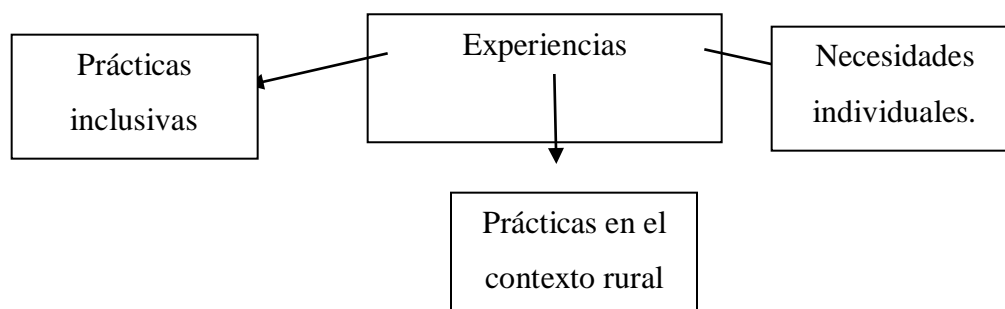 Prácticas
inclusivas
Experiencias
Necesidades
individuales.
Prácticas en el
contexto rural